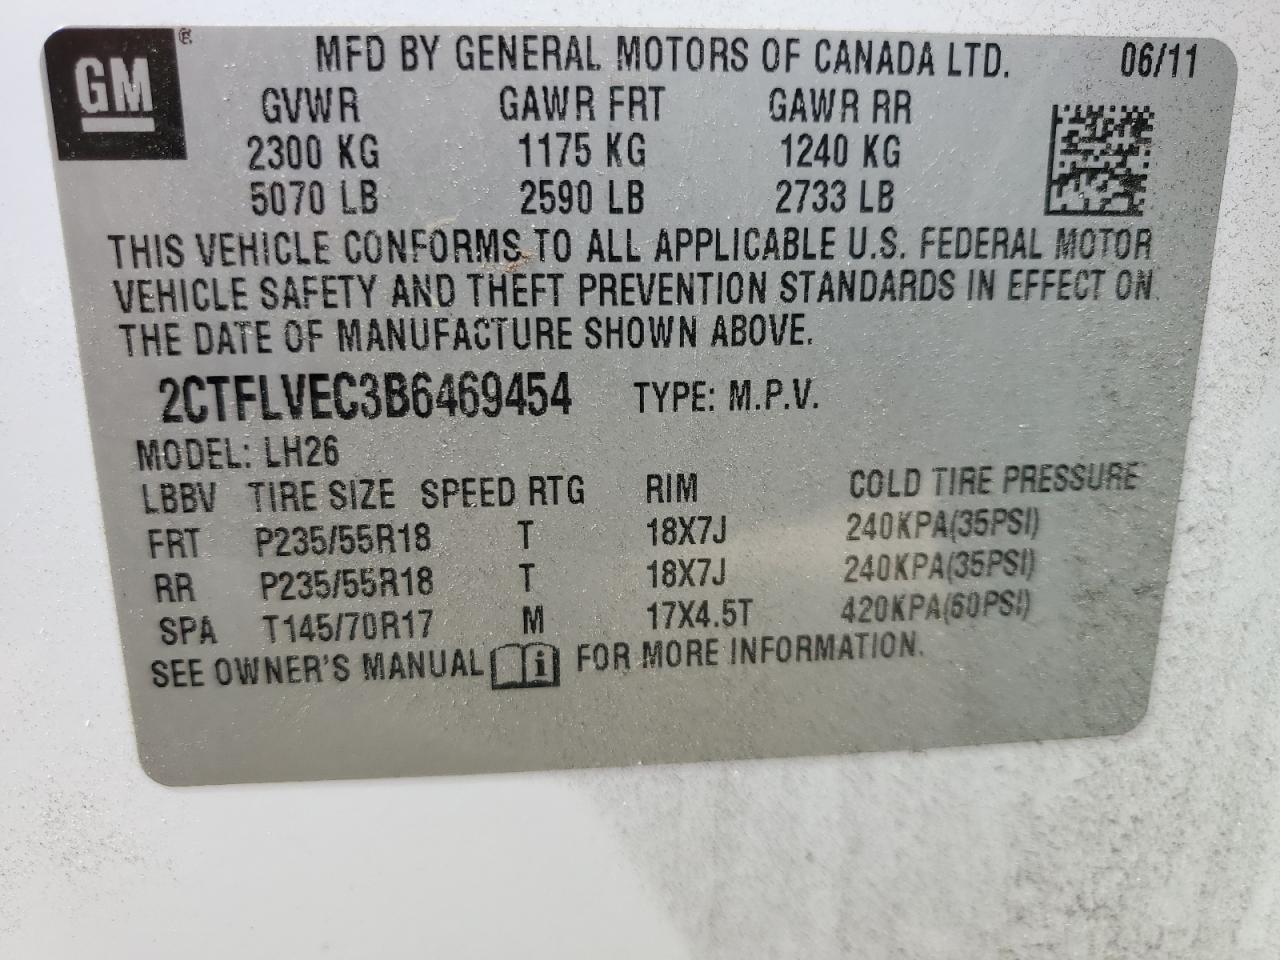 GM®
MFD BY GENERAL MOTORS OF CANADA LTD. 06/11
GVWR GAWR FRT GAWR RR
2300 KG 1175 KG 1240 KG
5070 LB 2590 LB 2733 LB
THIS VEHICLE CONFORMS TO ALL APPLICABLE U.S. FEDERAL MOTOR
VEHICLE SAFETY AND THEFT PREVENTION STANDARDS IN EFFECT ON
THE DATE OF MANUFACTURE SHOWN ABOVE.
2CTFLVEC3B6469454 TYPE: M.P.V.
MODEL: LH26
LBBV TIRE SIZE SPEED RTG RIM COLD TIRE PRESSURE
FRT P235/55R18 T 18X7J 240KPA(35PSI)
RR P235/55R18 T 18X7J 240KPA(35PSI)
SPA T145/70R17 M 17X4.5T 420KPA(60PSI)
SEE OWNER'S MANUAL i FOR MORE INFORMATION.